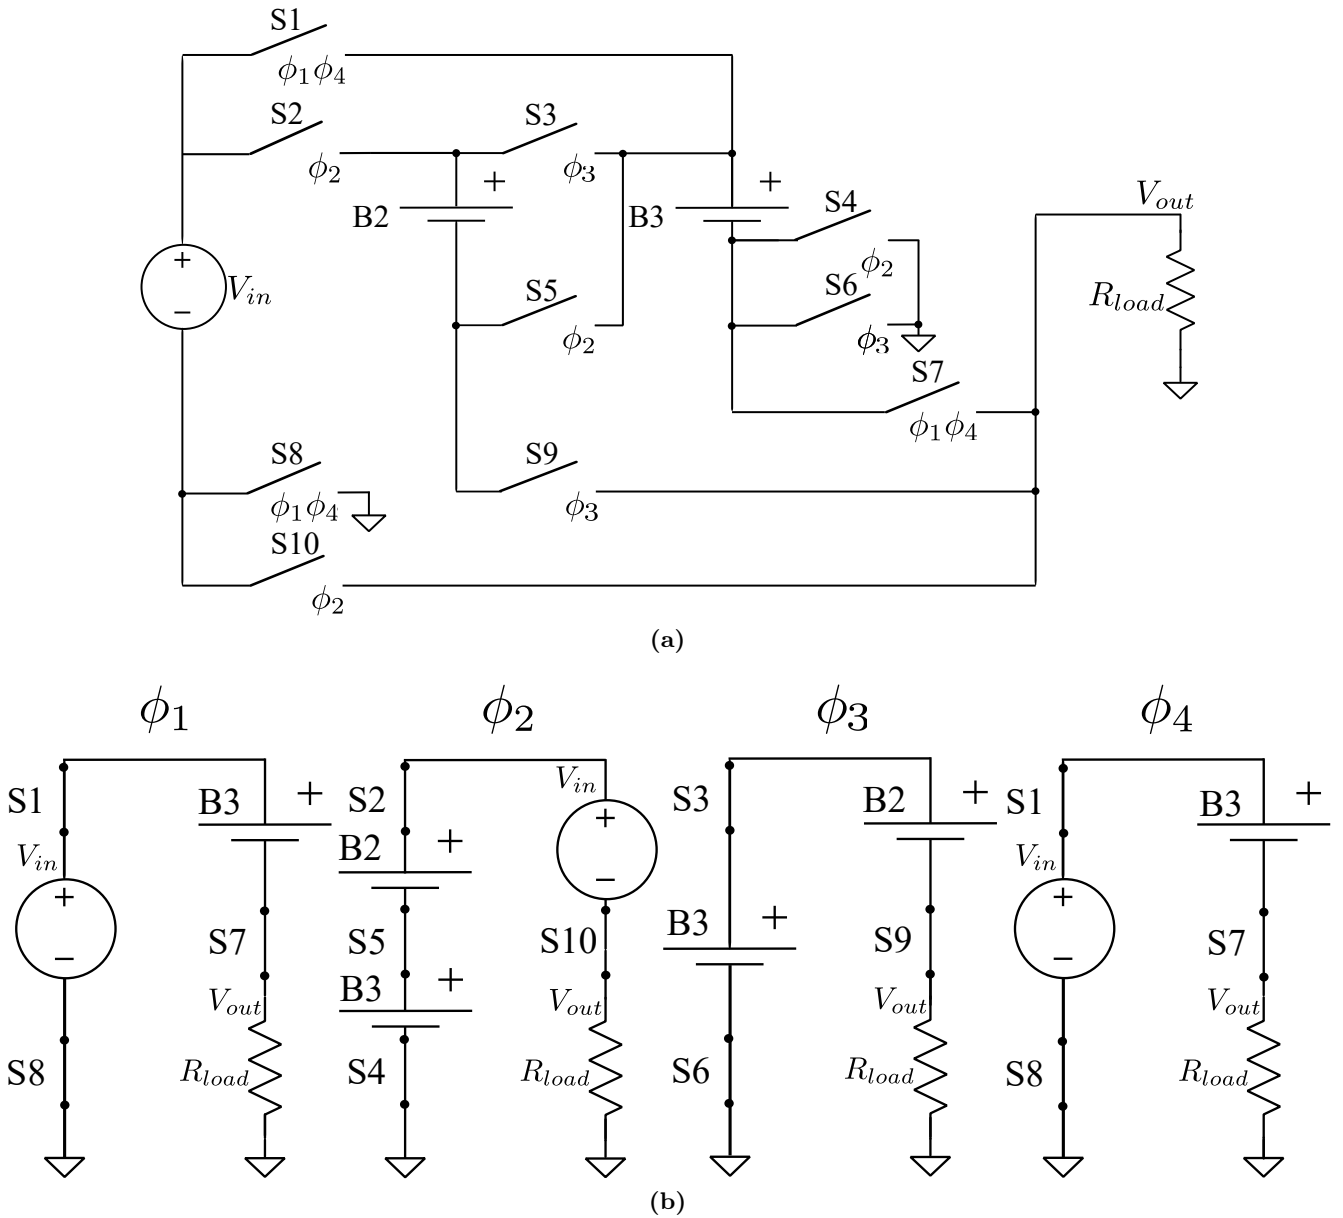 S1
ϕ1ϕ4
S2
ϕ2
S3
ϕ3
+
B2
+
B3
S4
ϕ2
Vout
+
−
Vin
S5
ϕ2
S6
ϕ3
Rload
S7
ϕ1ϕ4
S8
ϕ1ϕ4
S9
ϕ3
S10
ϕ2
(a)
ϕ1
ϕ2
ϕ3
ϕ4
S1
B3
+
Vin
+
−
S7
Vout
S8
Rload
S2
Vin
+
−
B2
+
S5
S10
B3
+
Vout
S4
Rload
S3
B2
+
B3
+
S9
Vout
S6
Rload
S1
B3
+
Vin
+
−
S7
Vout
S8
Rload
(b)